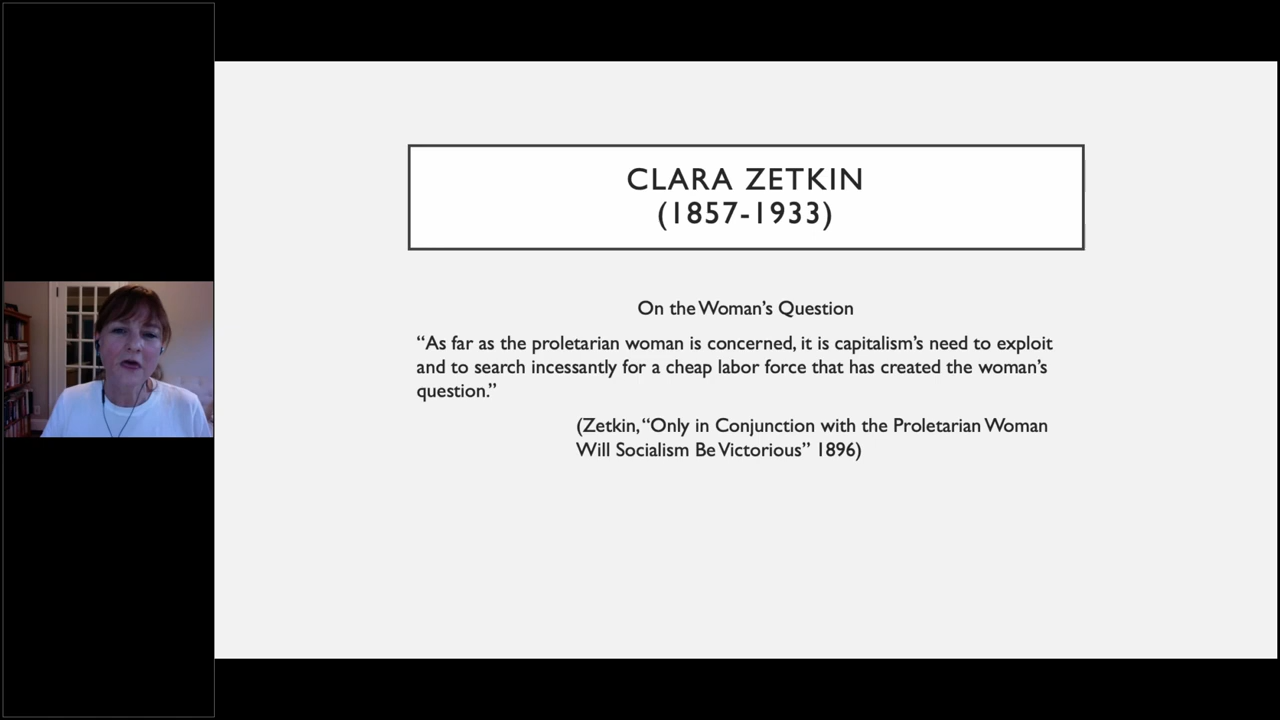 CLARA ZETKIN
(1857-1933)
On the Woman’s Question
“As far as the proletarian woman is concerned, it is capitalism’s need to exploit
and to search incessantly for a cheap labor force that has created the woman’s
question.”
(Zetkin, “Only in Conjunction with the Proletarian Woman
Will Socialism Be Victorious” 1896)